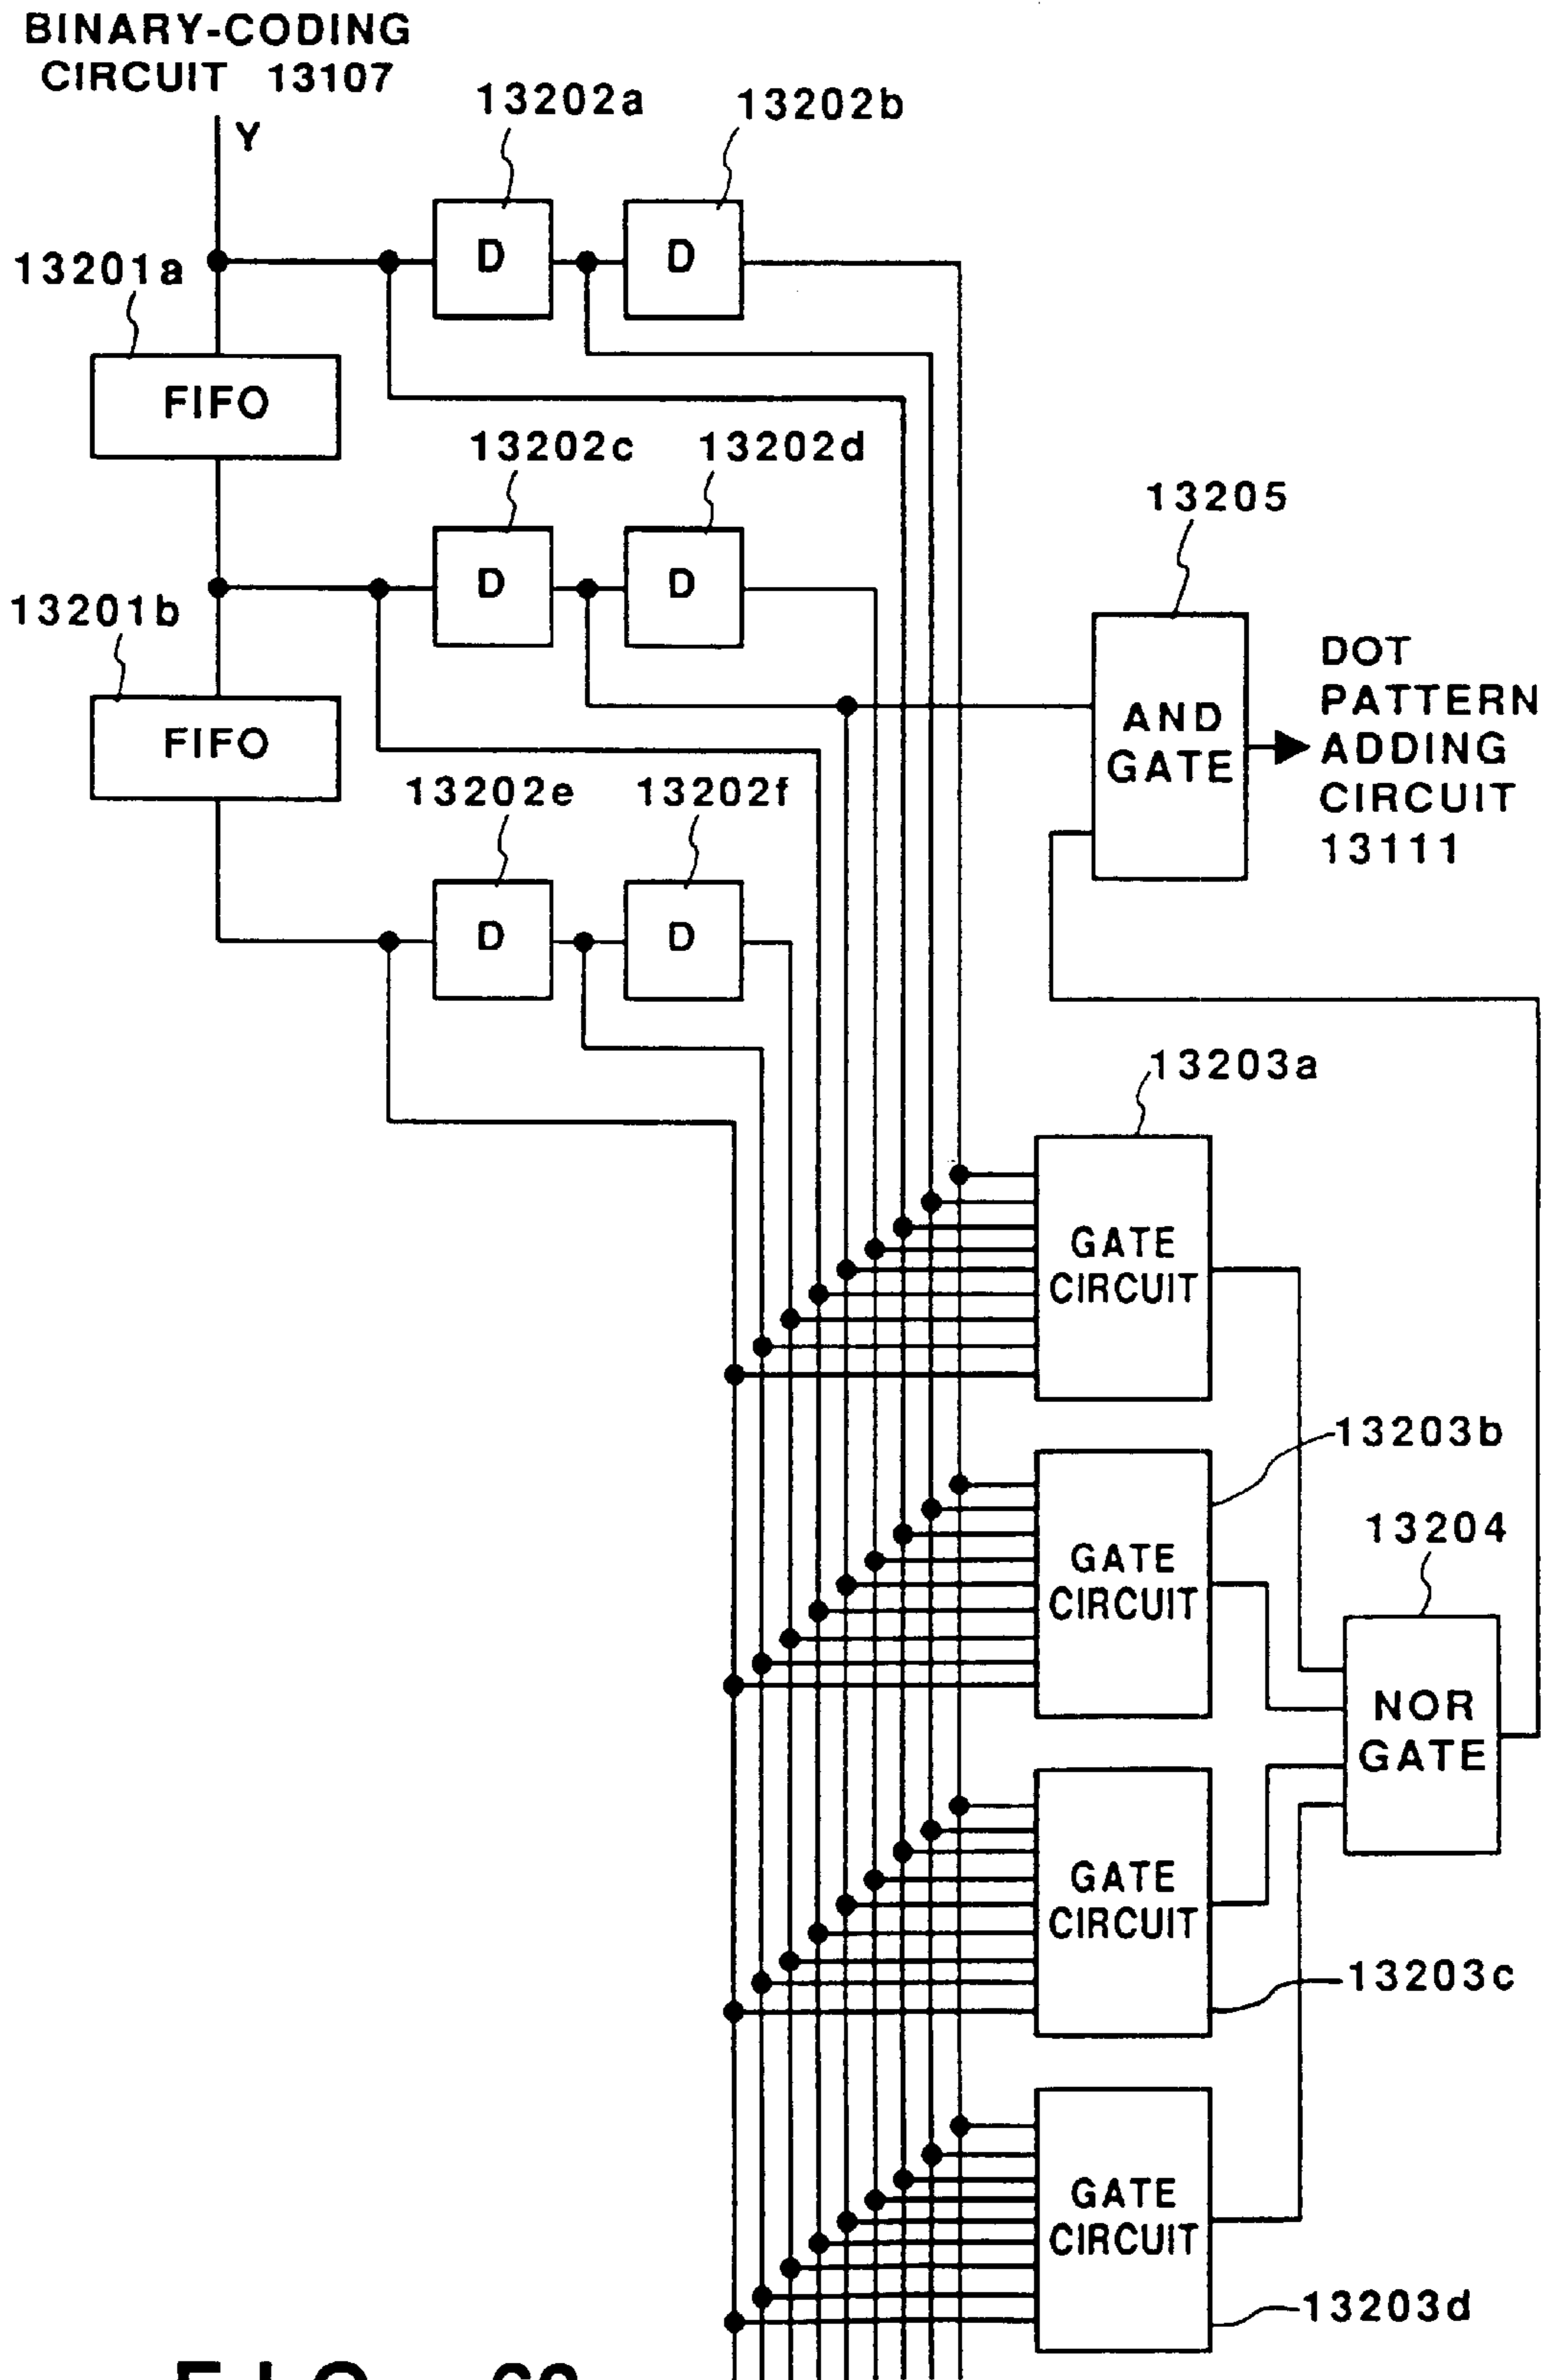 BINARY-CODING
CIRCUIT 13107
Y
13202a
13202b
D
D
13201a
FIFO
13202c
13202d
13205
D
D
13201b
AND
GATE
DOT
PATTERN
ADDING
CIRCUIT
13111
FIFO
13202e
13202f
D
D
13203a
GATE
CIRCUIT
13203b
GATE
CIRCUIT
13204
NOR
GATE
GATE
CIRCUIT
13203c
GATE
CIRCUIT
13203d